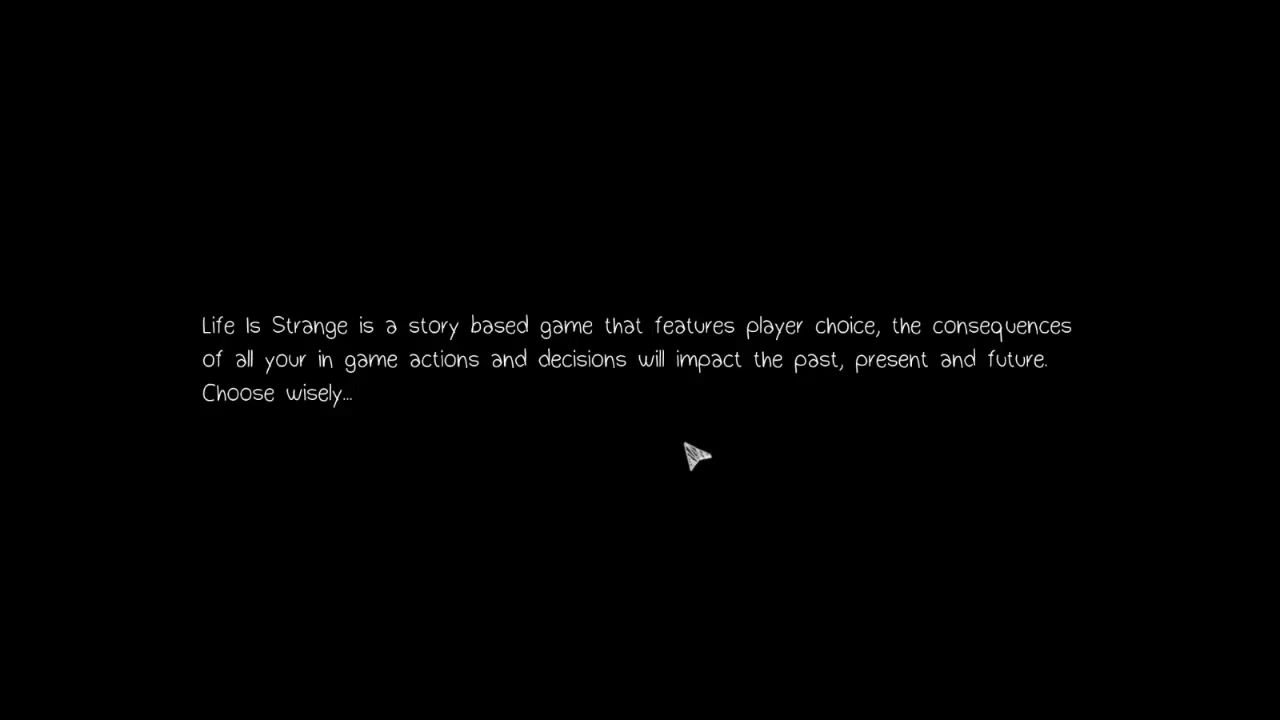 Life Is Strange is a story based game that features player choice, the consequences
of all your in game actions and decisions will impact the past, present and future.
Choose wisely...